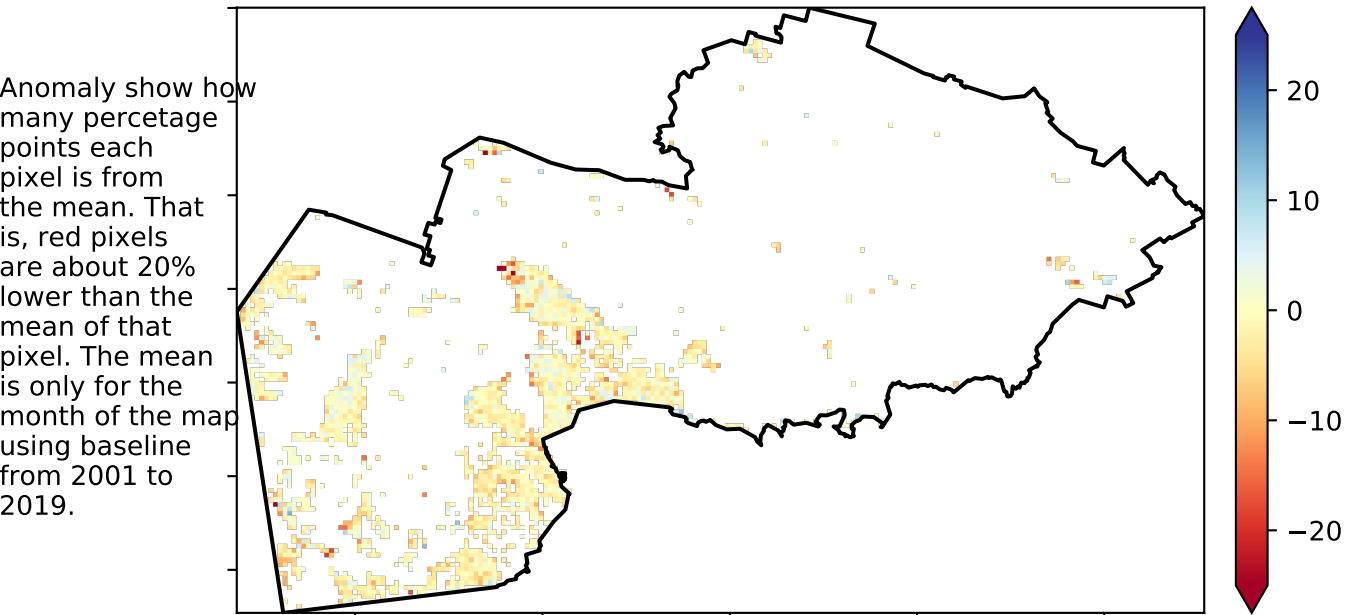 Anomaly show how
many percetage
points each
pixel is from
the mean. That
is, red pixels
are about 20%
lower than the
mean of that
pixel. The mean
is only for the
month of the map
using baseline
from 2001 to
2019.
20
10
0
−10
−20